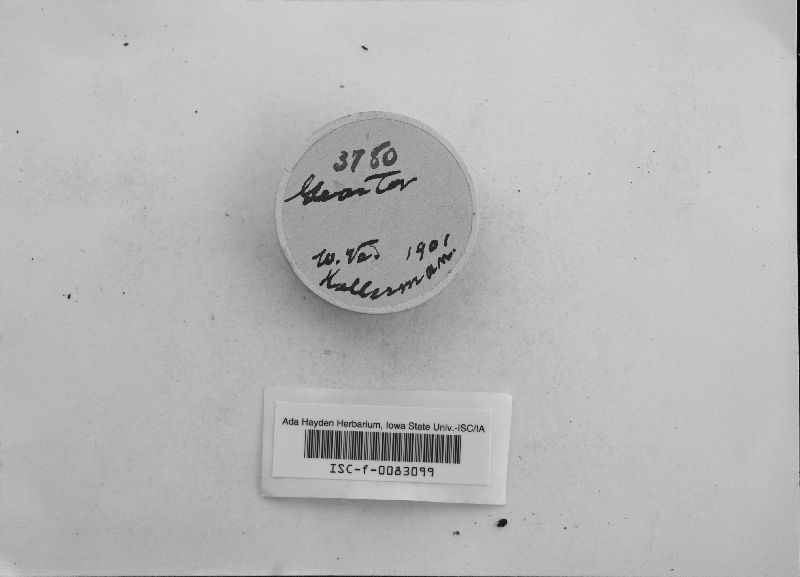 3780
Geaster
W. Va. 1901
Kellerman.
Ada Hayden Herbarium, Iowa State Univ.-ISC/IA
ISC-f-0083099